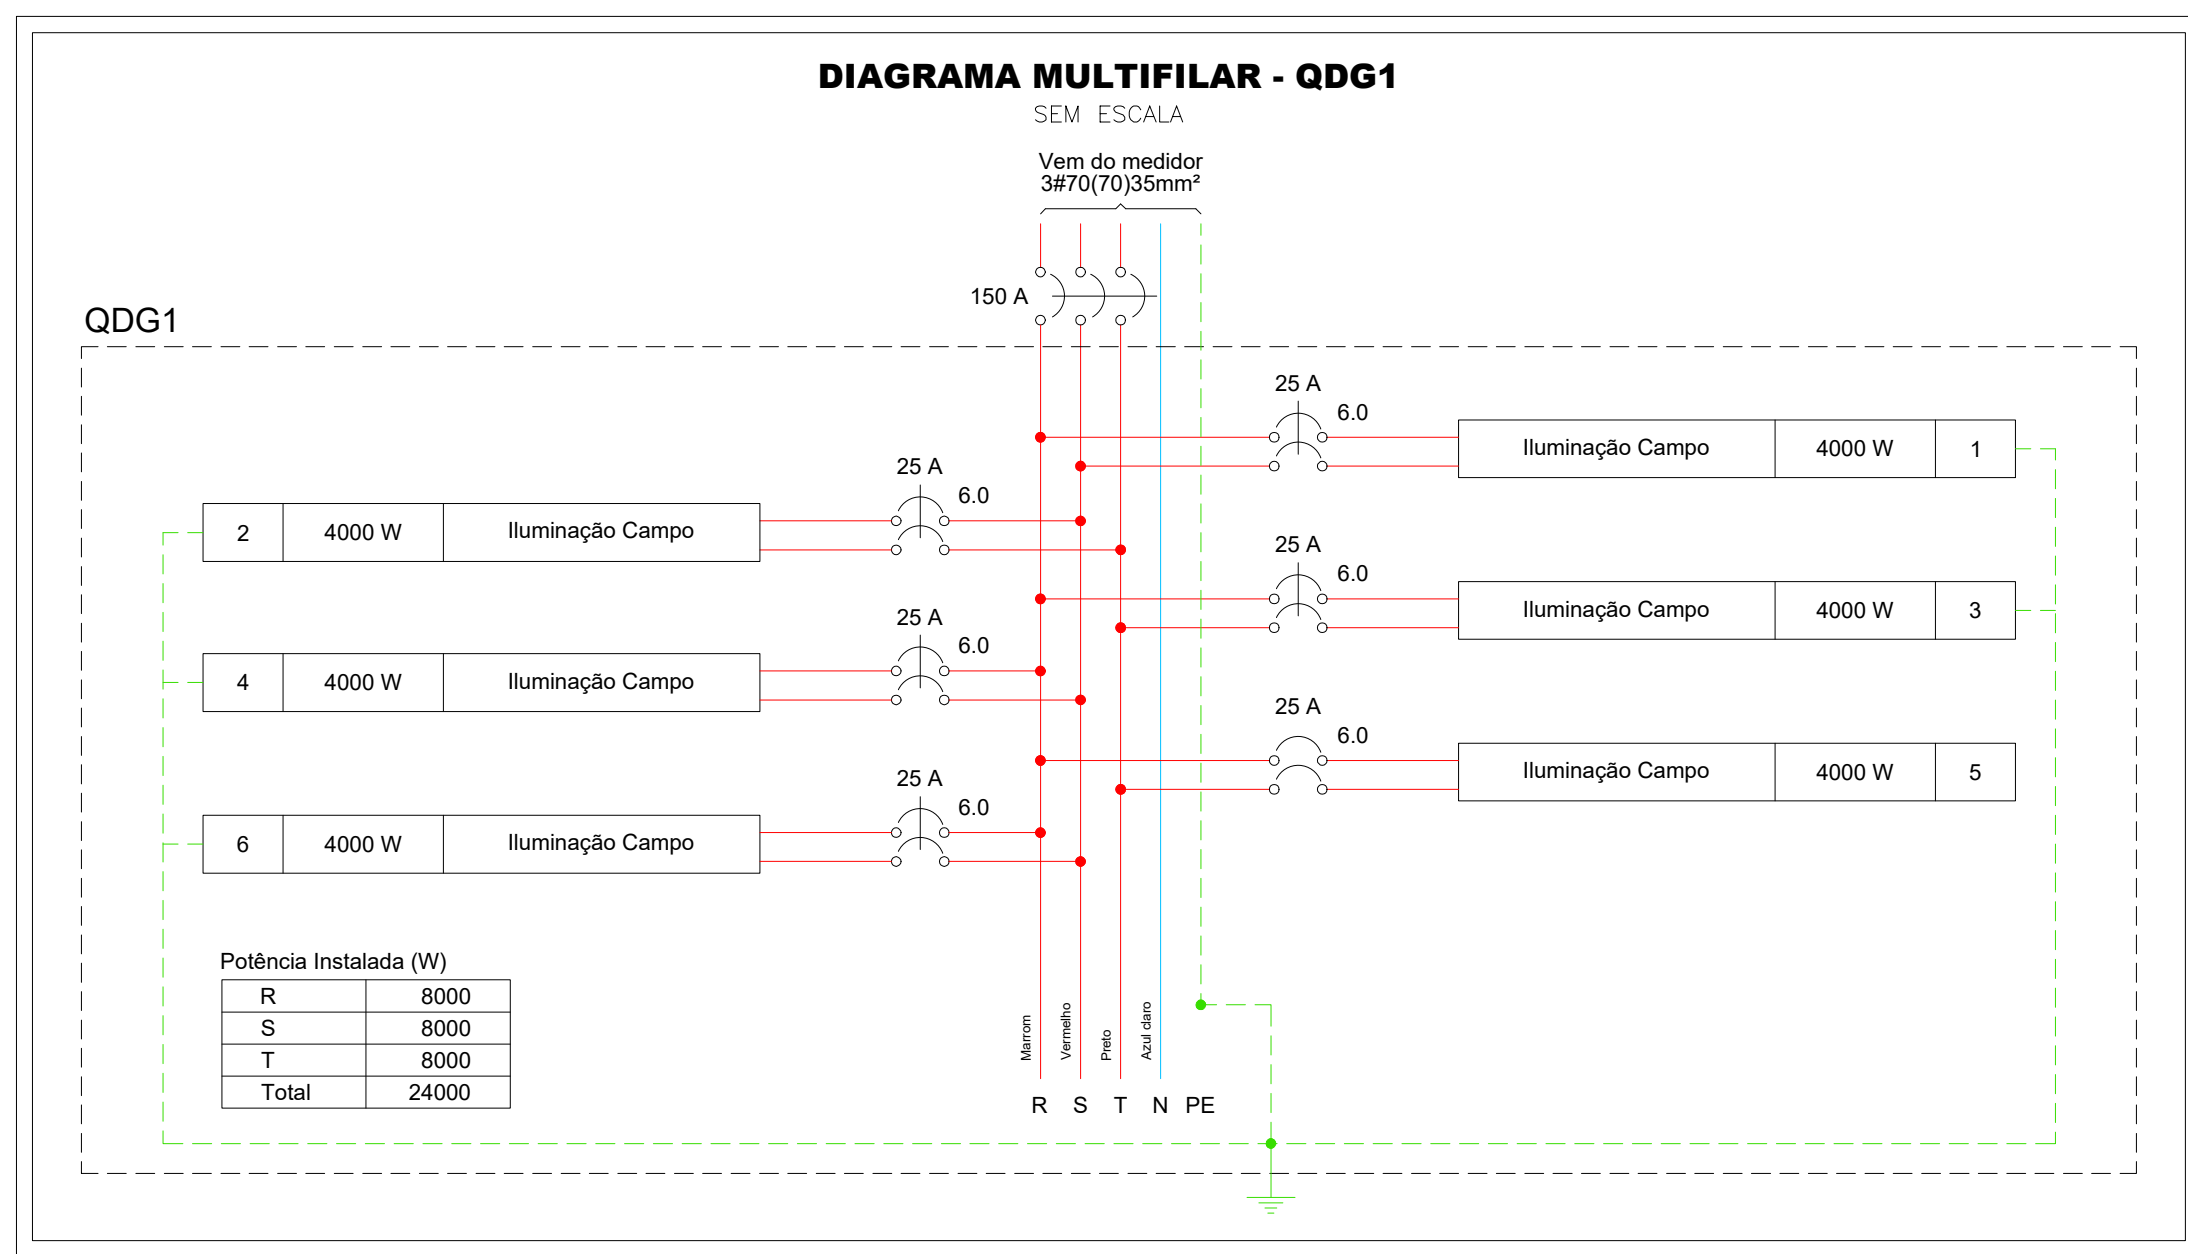 DIAGRAMA MULTIFILAR - QDG1
SEM ESCALA
Vem do medidor
3#70(70)35mm²
150 A
QDG1
25 A
6.0
Iluminação Campo 4000 W 1
25 A
6.0
2 4000 W Iluminação Campo
25 A
6.0
Iluminação Campo 4000 W 3
25 A
6.0
4 4000 W Iluminação Campo
25 A
6.0
Iluminação Campo 4000 W 5
25 A
6.0
6 4000 W Iluminação Campo
Potência Instalada (W)
R 8000
S 8000
T 8000
Total 24000
Marrom
Vermelho
Preto
Azul claro
R S T N PE